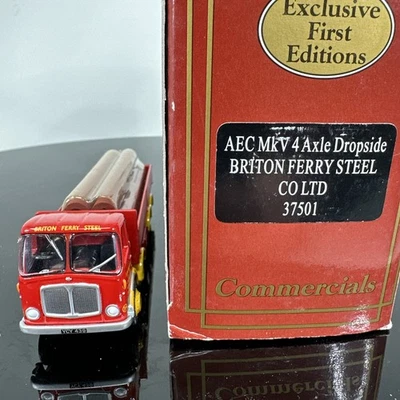 Exclusive
First
Editions
AEC MkV 4 Axle Dropside
BRITON FERRY STEEL
CO LTD
37501
Commercials
BRITON FERRY STEEL